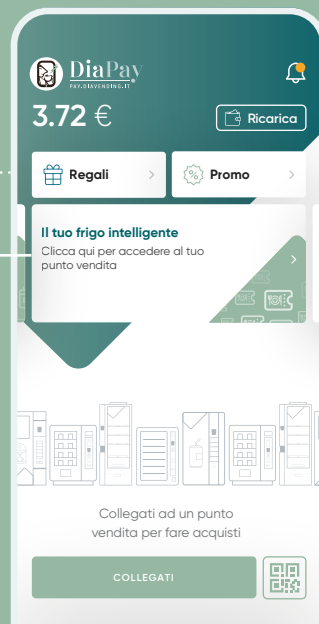 DiaPay
PAY.DIAVENDING.IT
3.72 €
Ricarica
Regali
Promo
Il tuo frigo intelligente
Clicca qui per accedere al tuo
punto vendita
Collegati ad un punto
vendita per fare acquisti
COLLEGATI